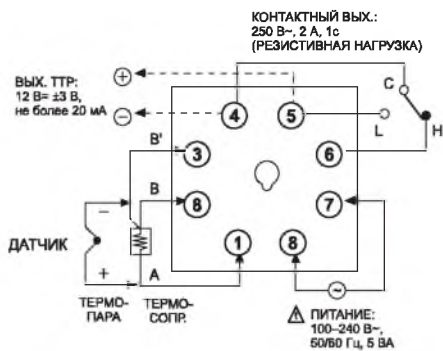 КОНТАКТНЫЙ ВЫХ.:
250 В~, 2 А, 1с
(РЕЗИСТИВНАЯ НАГРУЗКА)
ВЫХ. ТТР:
12 В= ±3 В,
не более 20 мА
+
−
C
L
H
4
5
B'
3
6
B
8
7
−
ДАТЧИК
+
A
1
8
~
ТЕРМО-
ПАРА
ТЕРМО-
СОПР.
ПИТАНИЕ:
100–240 В~,
50/60 Гц, 5 ВА